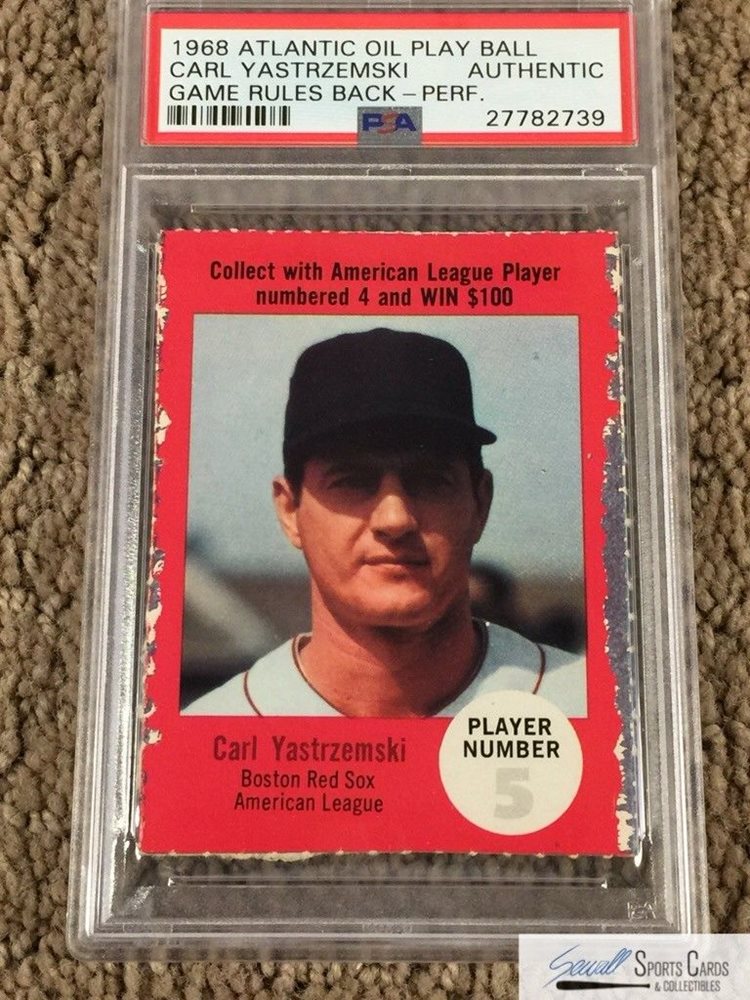 1968 ATLANTIC OIL PLAY BALL
CARL YASTRZEMSKI AUTHENTIC
GAME RULES BACK – PERF.
PSA 27782739
Collect with American League Player
numbered 4 and WIN $100
PLAYER
NUMBER
5
Carl Yastrzemski
Boston Red Sox
American League
PSA
Sewall SPORTS CARDS
& COLLECTIBLES